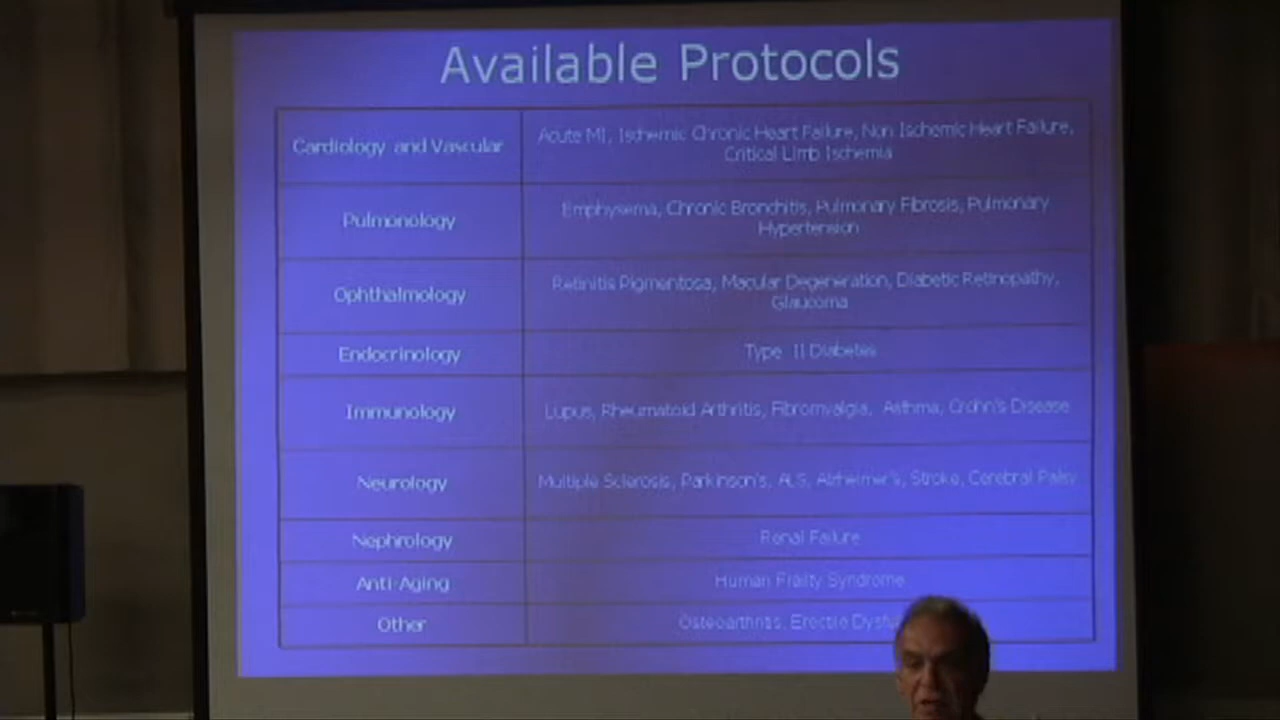 Available Protocols
Cardiology and Vascular
Acute MI, Ischemic Chronic Heart Failure, Non Ischemic Heart Failure,
Critical Limb Ischemia
Pulmonology
Emphysema, Chronic Bronchitis, Pulmonary Fibrosis, Pulmonary
Hypertension
Ophthalmology
Retinitis Pigmentosa, Macular Degeneration, Diabetic Retinopathy,
Glaucoma
Endocrinology
Type II Diabetes
Immunology
Lupus, Rheumatoid Arthritis, Fibromyalgia, Asthma, Crohn's Disease
Neurology
Multiple Sclerosis, Parkinson's, ALS, Alzheimer's, Stroke, Cerebral Palsy
Nephrology
Renal Failure
Anti-Aging
Human Frailty Syndrome
Other
Osteoarthritis, Erectile